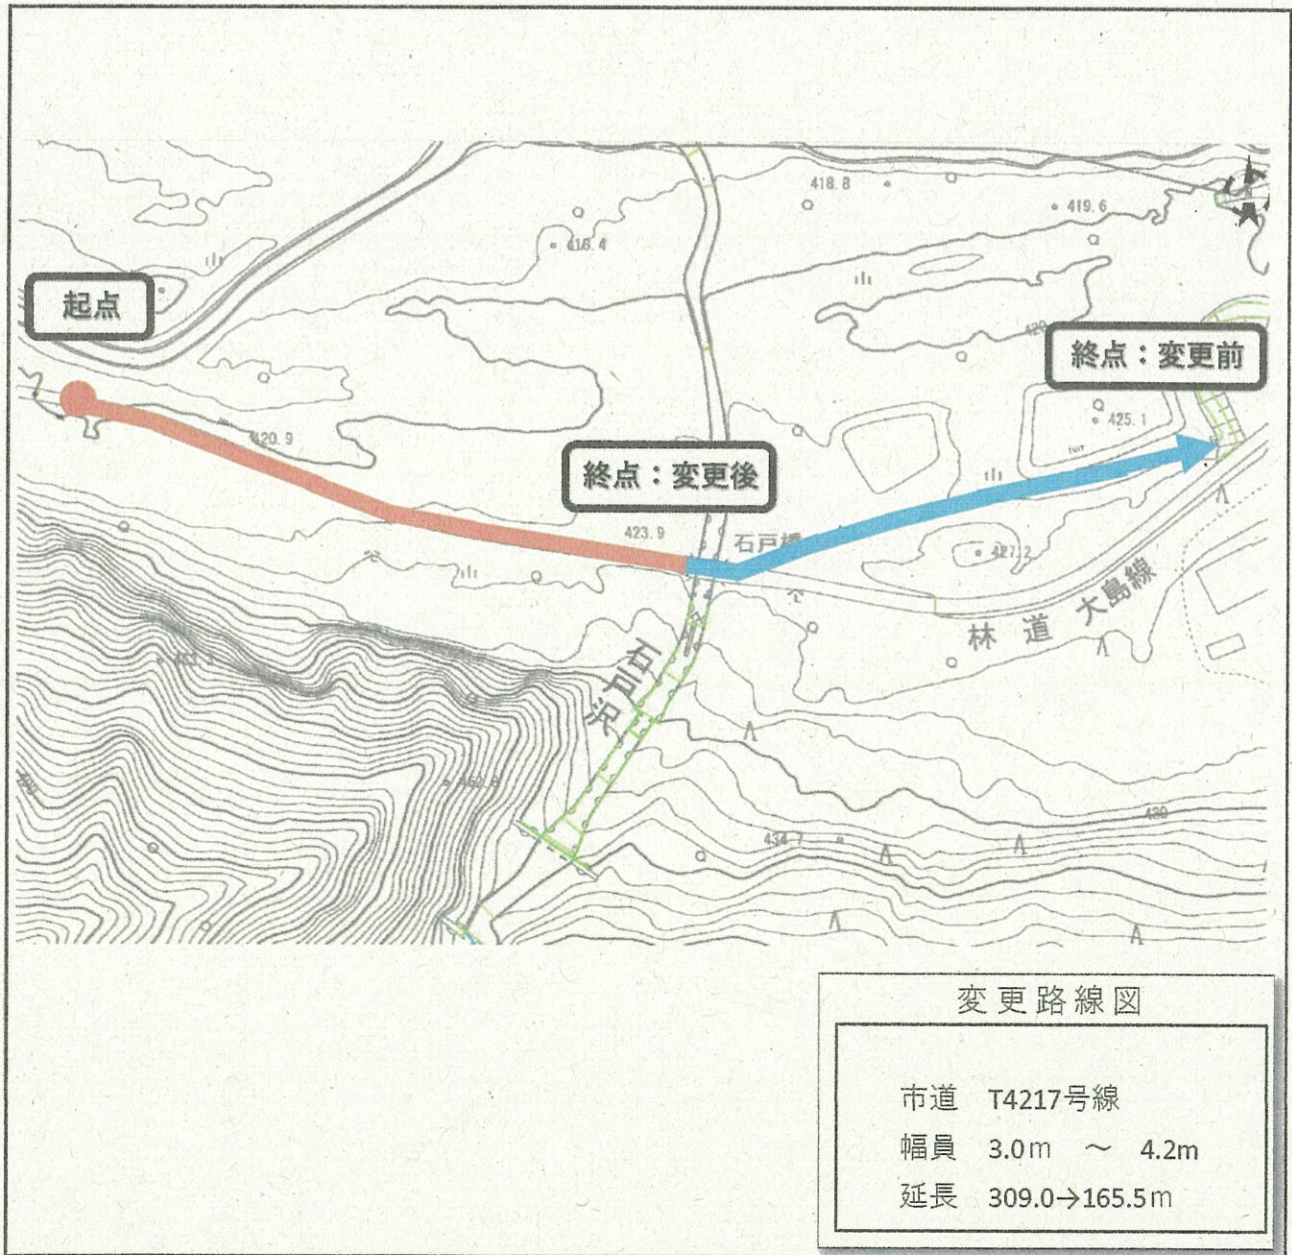 418.8
419.6
416.4
起点
終点：変更前
425.1
420.9
終点：変更後
423.9
石戸橋
427.2
林道 大島線
石戸沢
462.8
430
434.7
変更路線図
市道 T4217号線
幅員 3.0m ～ 4.2m
延長 309.0→165.5m